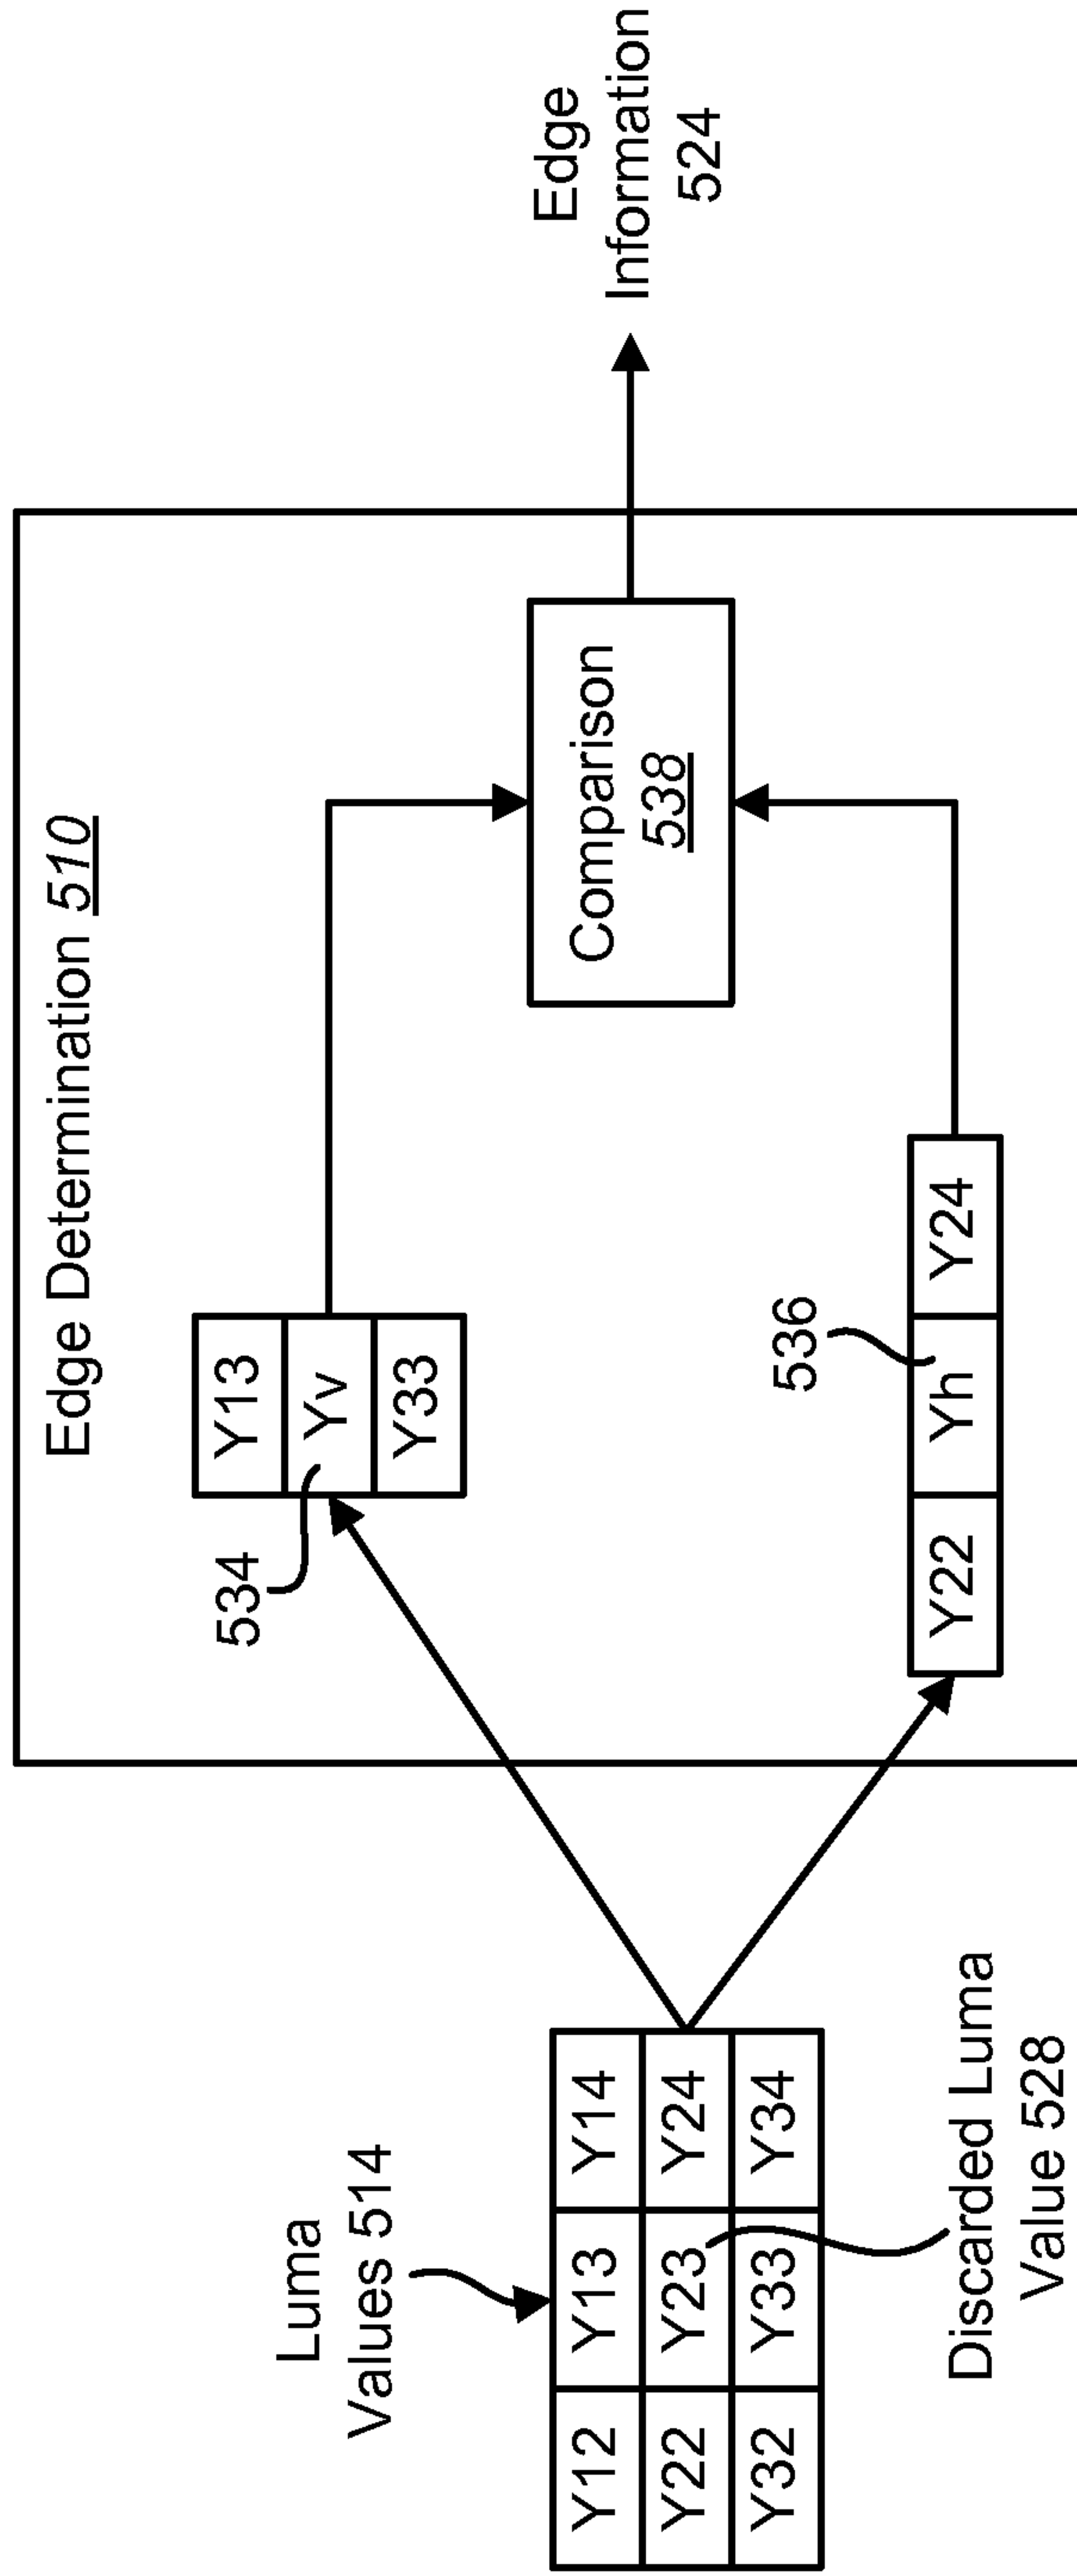 Edge Determination 510
Luma
Values 514
Y12 Y13 Y14
Y22 Y23 Y24
Y32 Y33 Y34
Discarded Luma
Value 528
534
Y13
Yv
Y33
536
Y22 Yh Y24
Comparison
538
Edge
Information
524